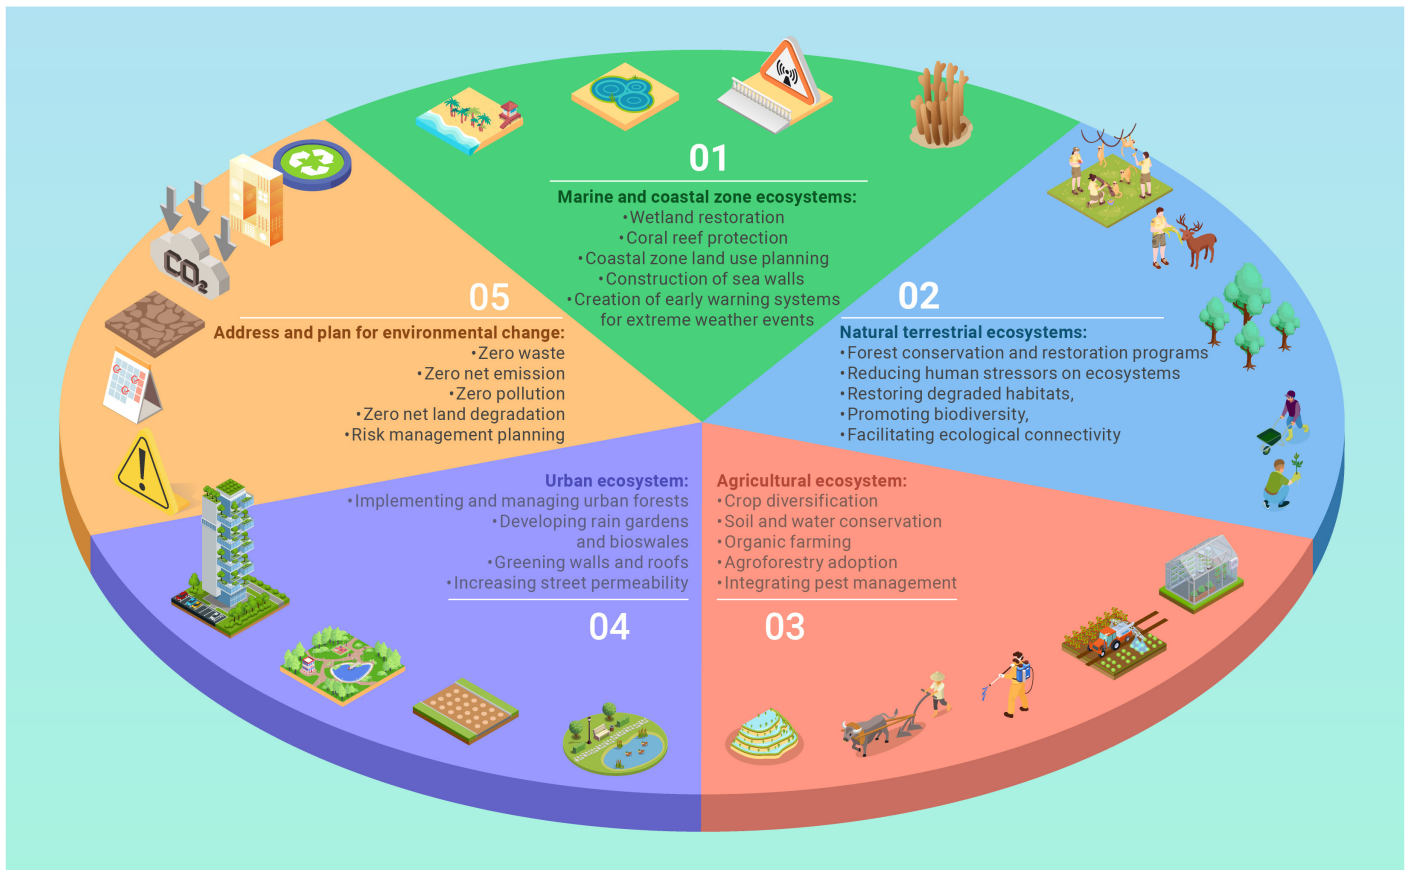 01
Marine and coastal zone ecosystems:
•Wetland restoration
•Coral reef protection
•Coastal zone land use planning
•Construction of sea walls
•Creation of early warning systems
for extreme weather events
02
Natural terrestrial ecosystems:
•Forest conservation and restoration programs
•Reducing human stressors on ecosystems
•Restoring degraded habitats,
•Promoting biodiversity,
•Facilitating ecological connectivity
Agricultural ecosystem:
•Crop diversification
•Soil and water conservation
•Organic farming
•Agroforestry adoption
•Integrating pest management
03
Urban ecosystem:
•Implementing and managing urban forests
•Developing rain gardens
and bioswales
•Greening walls and roofs
•Increasing street permeability
04
05
Address and plan for environmental change:
•Zero waste
•Zero net emission
•Zero pollution
•Zero net land degradation
•Risk management planning
CO2